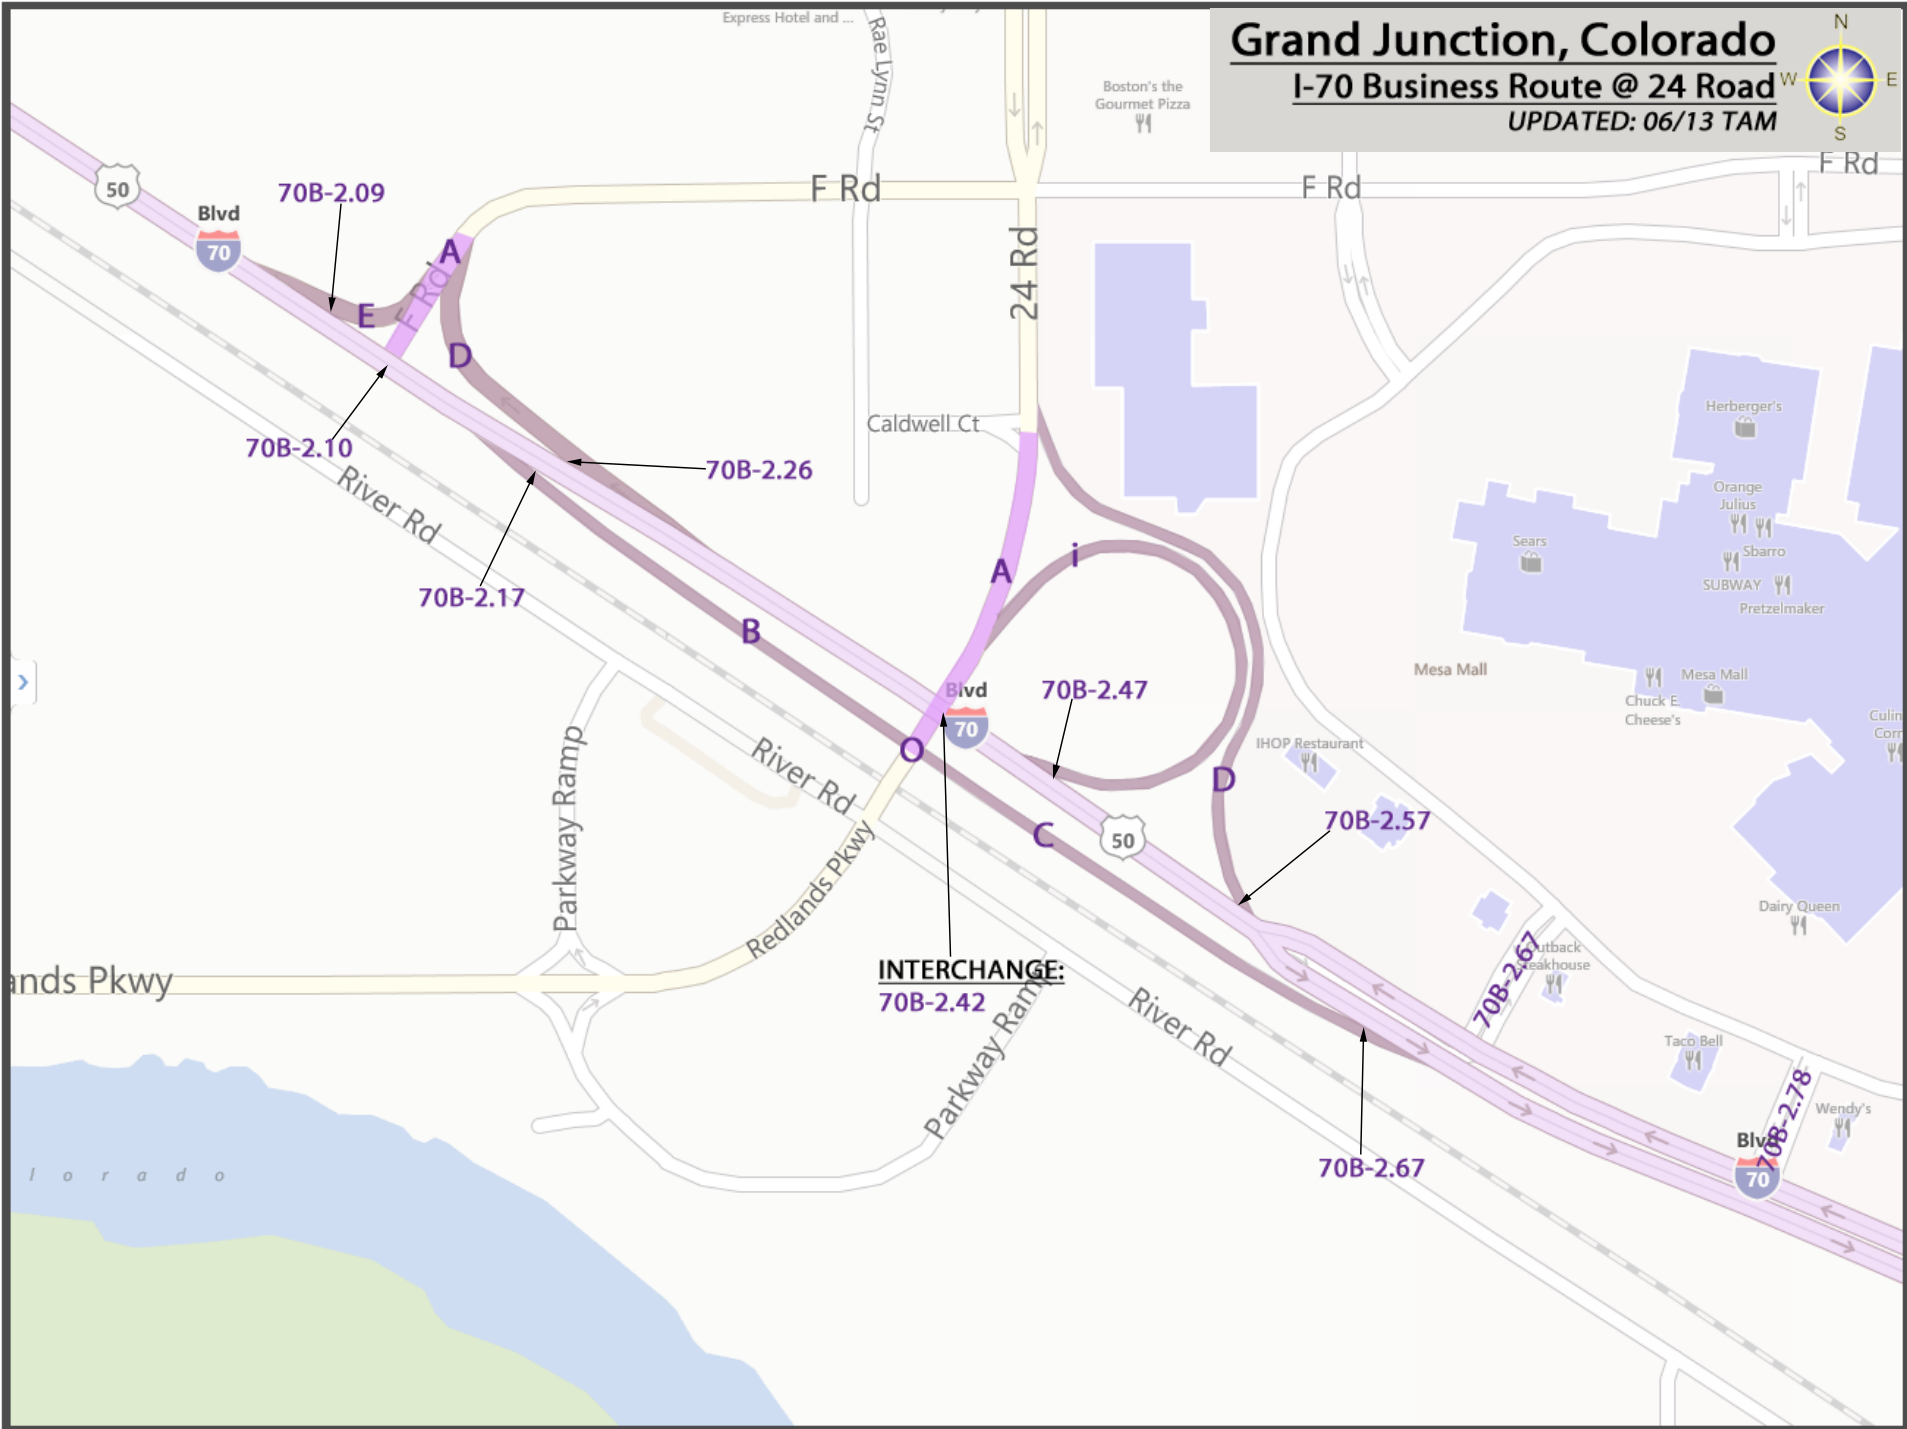 Express Hotel and ...
Rae Lynn St
Boston's the
Gourmet Pizza
Grand Junction, Colorado
I-70 Business Route @ 24 Road
UPDATED: 06/13 TAM
N
W
E
S
50
70B-2.09
Blvd
70
A
F Rd
F Rd
F Rd
F Rd
24 Rd
E
D
70B-2.10
70B-2.26
70B-2.17
Caldwell Ct
River Rd
A
i
B
Herberger's
Orange
Julius
Sbarro
SUBWAY
Pretzelmaker
Sears
Mesa Mall
Mesa Mall
Chuck E.
Cheese's
Culin
Corn
Blvd
70
70B-2.47
O
IHOP Restaurant
D
Parkway Ramp
River Rd
C
50
70B-2.57
Redlands Pkwy
Dairy Queen
Outback
Steakhouse
70B-2.67
ands Pkwy
INTERCHANGE:
70B-2.42
Parkway Ramp
River Rd
Taco Bell
Wendy's
70B-2.78
Blvd
70
70B-2.67
l o r a d o